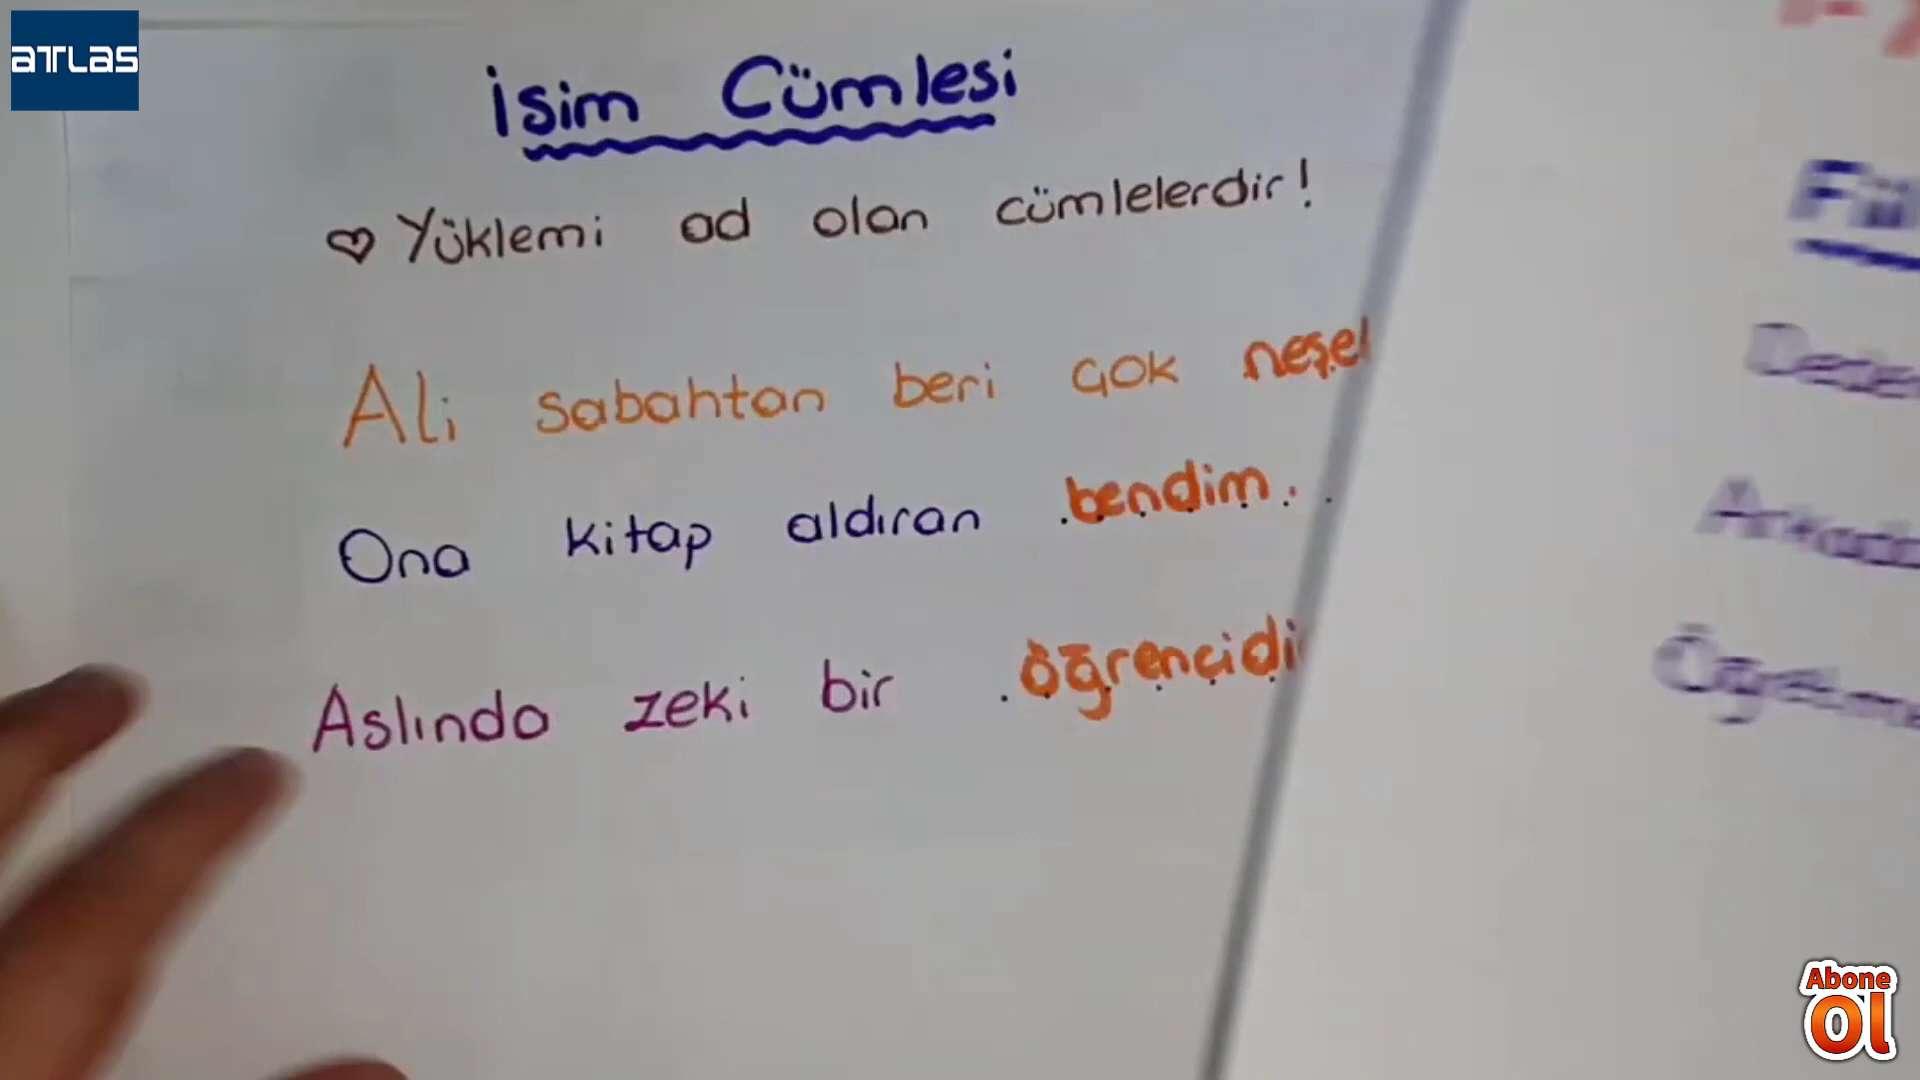 ATLAS
İsim Cümlesi
♡ Yüklemi ad olan cümlelerdir!
Ali sabahtan beri çok neşel
Ona kitap aldıran bendim.
Aslında zeki bir öğrencidi
Abone
Ol